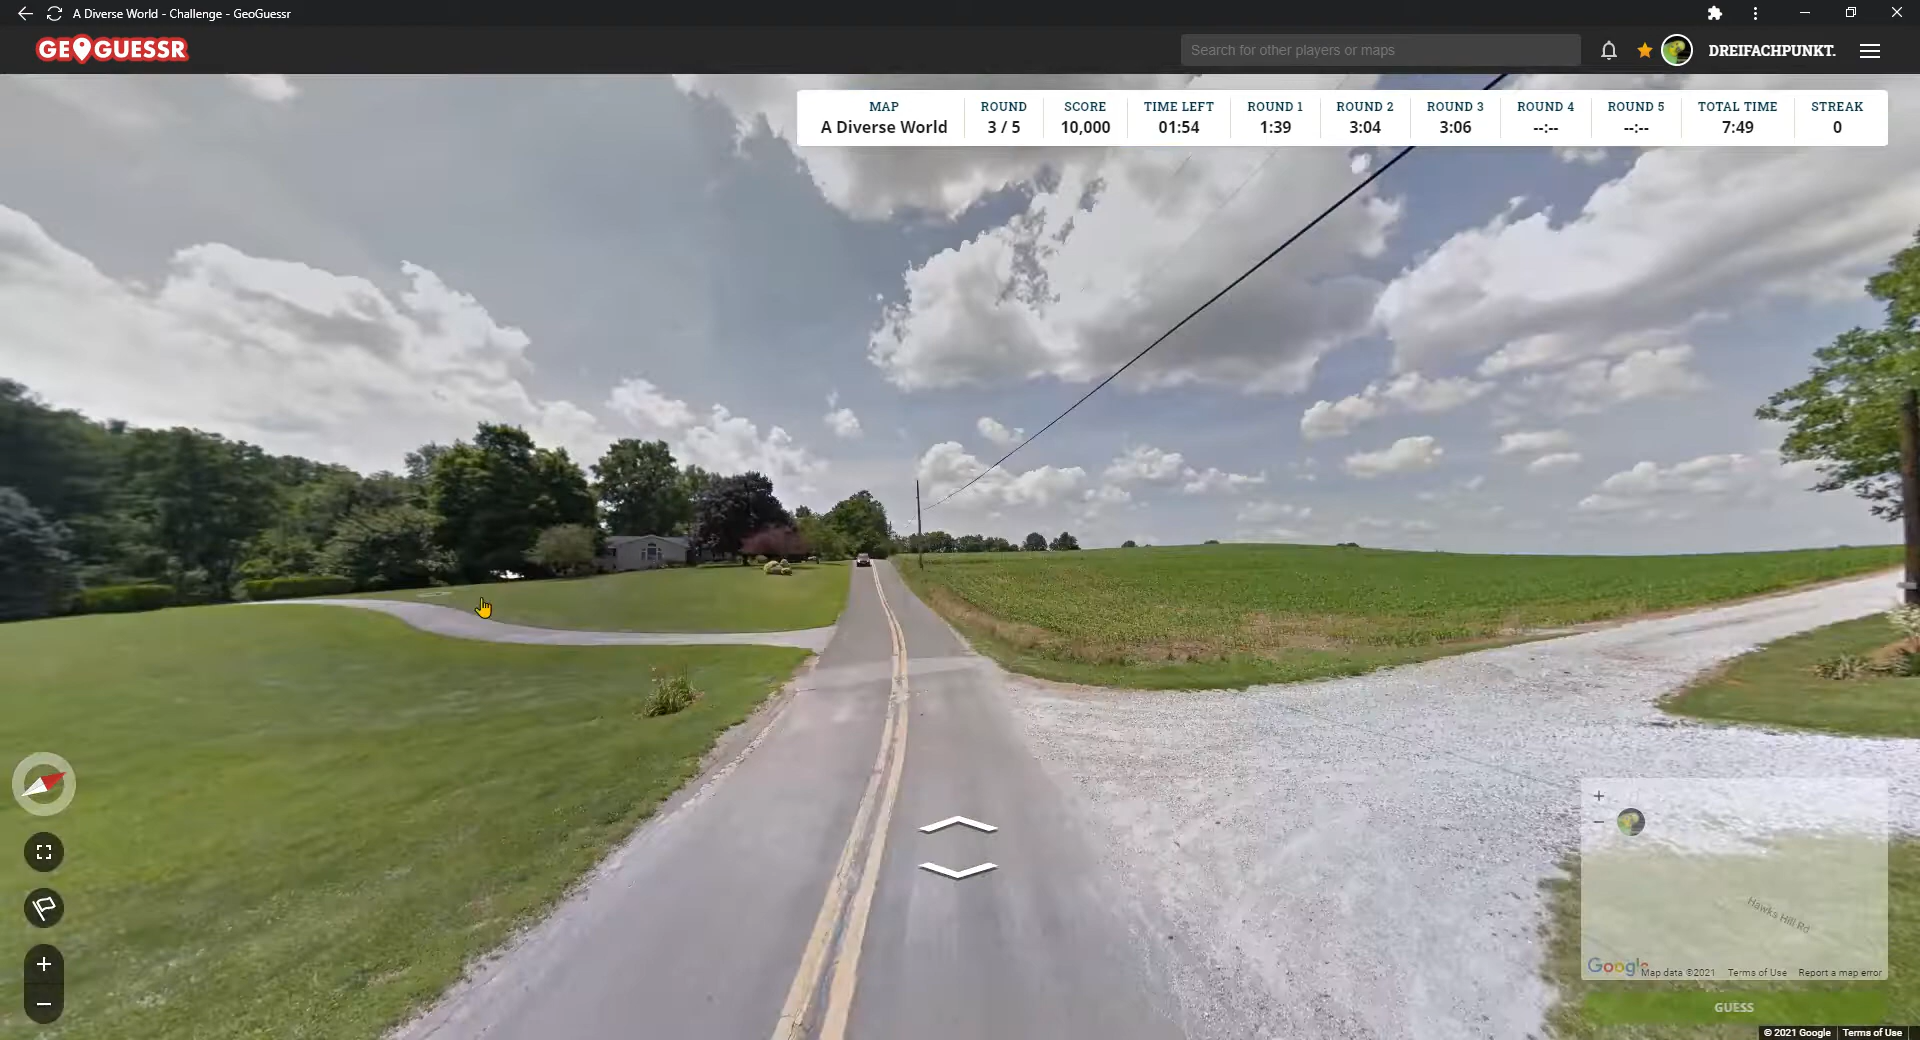 A Diverse World - Challenge - GeoGuessr
GEOGUESSR
Search for other players or maps
DREIFACHPUNKT.
MAP ROUND SCORE TIME LEFT ROUND 1 ROUND 2 ROUND 3 ROUND 4 ROUND 5 TOTAL TIME STREAK
A Diverse World 3 / 5 10,000 01:54 1:39 3:04 3:06 --:-- --:-- 7:49 0
Hawks Hill Rd
Google Map data ©2021 Terms of Use Report a map error
GUESS
© 2021 Google Terms of Use